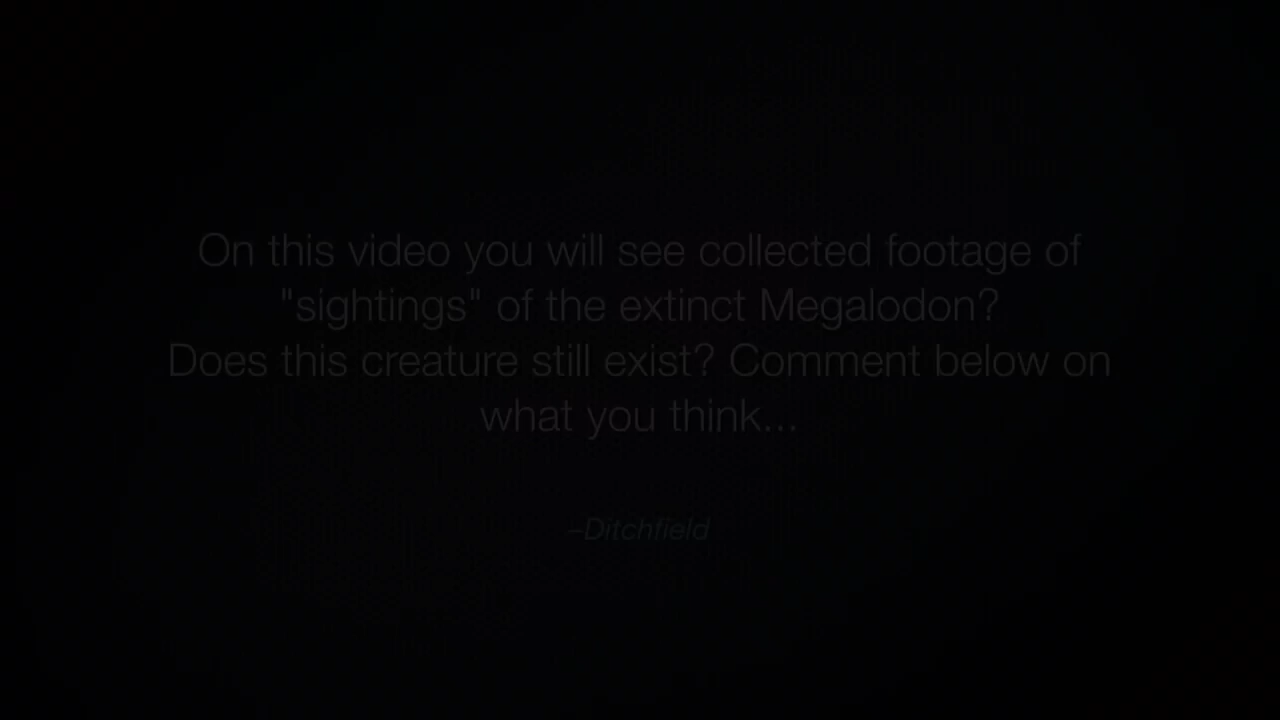 On this video you will see collected footage of
"sightings" of the extinct Megalodon?
Does this creature still exist? Comment below on
what you think...
–Ditchfield